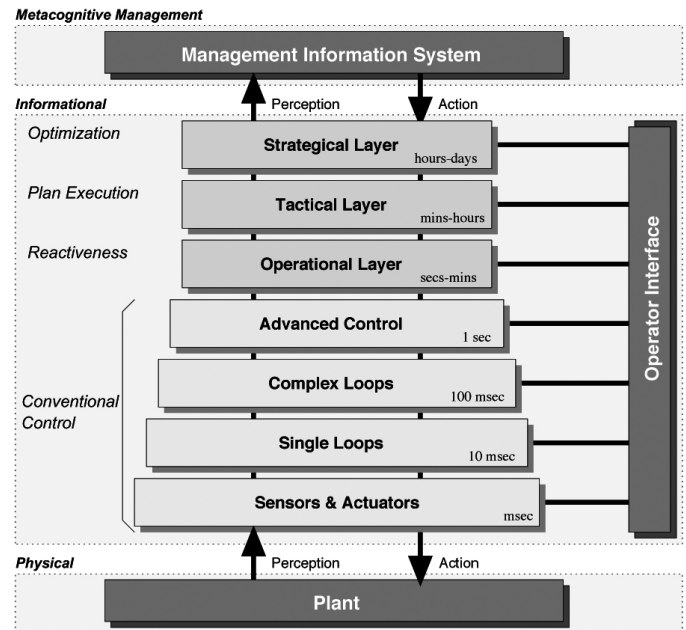 Metacognitive Management
Management Information System
Perception
Action
Informational
Optimization
Strategical Layer
hours-days
Plan Execution
Tactical Layer
mins-hours
Reactiveness
Operational Layer
secs-mins
Advanced Control
1 sec
Conventional
Control
Complex Loops
100 msec
Single Loops
10 msec
Sensors & Actuators
msec
Operator Interface
Physical
Perception
Action
Plant